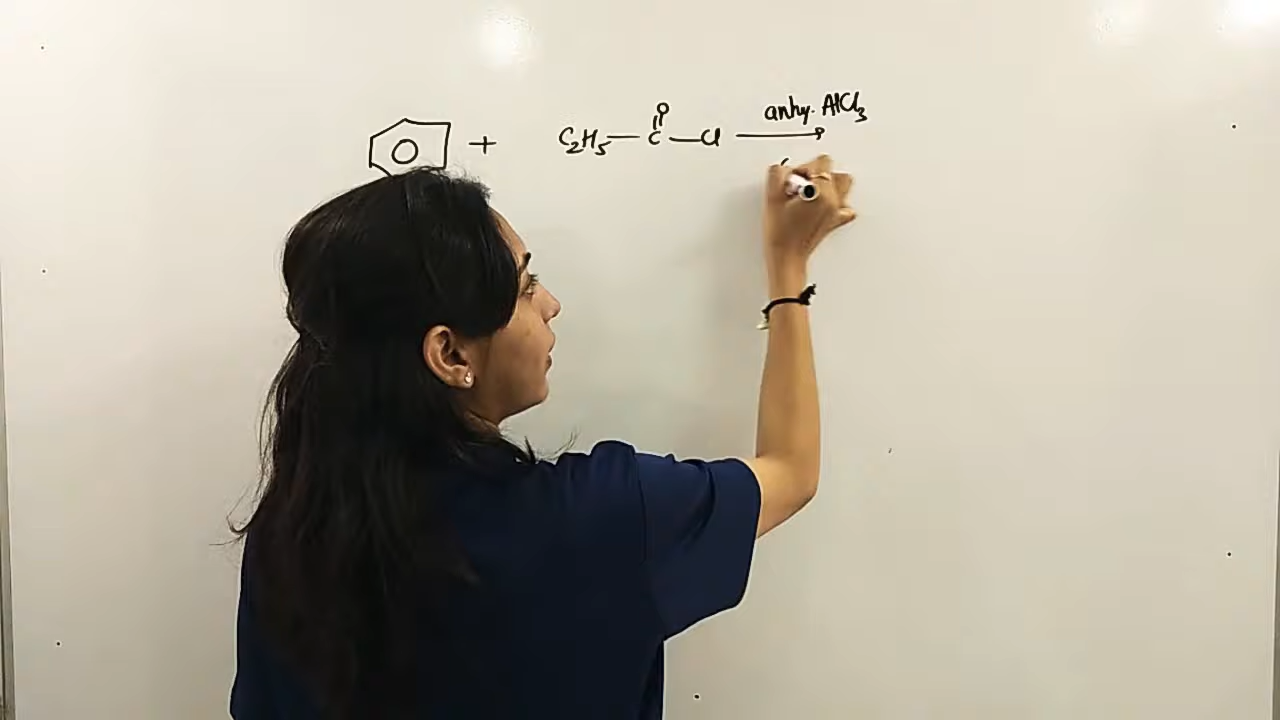 anhy. AlCl3
+ C2H5—C—Cl
O